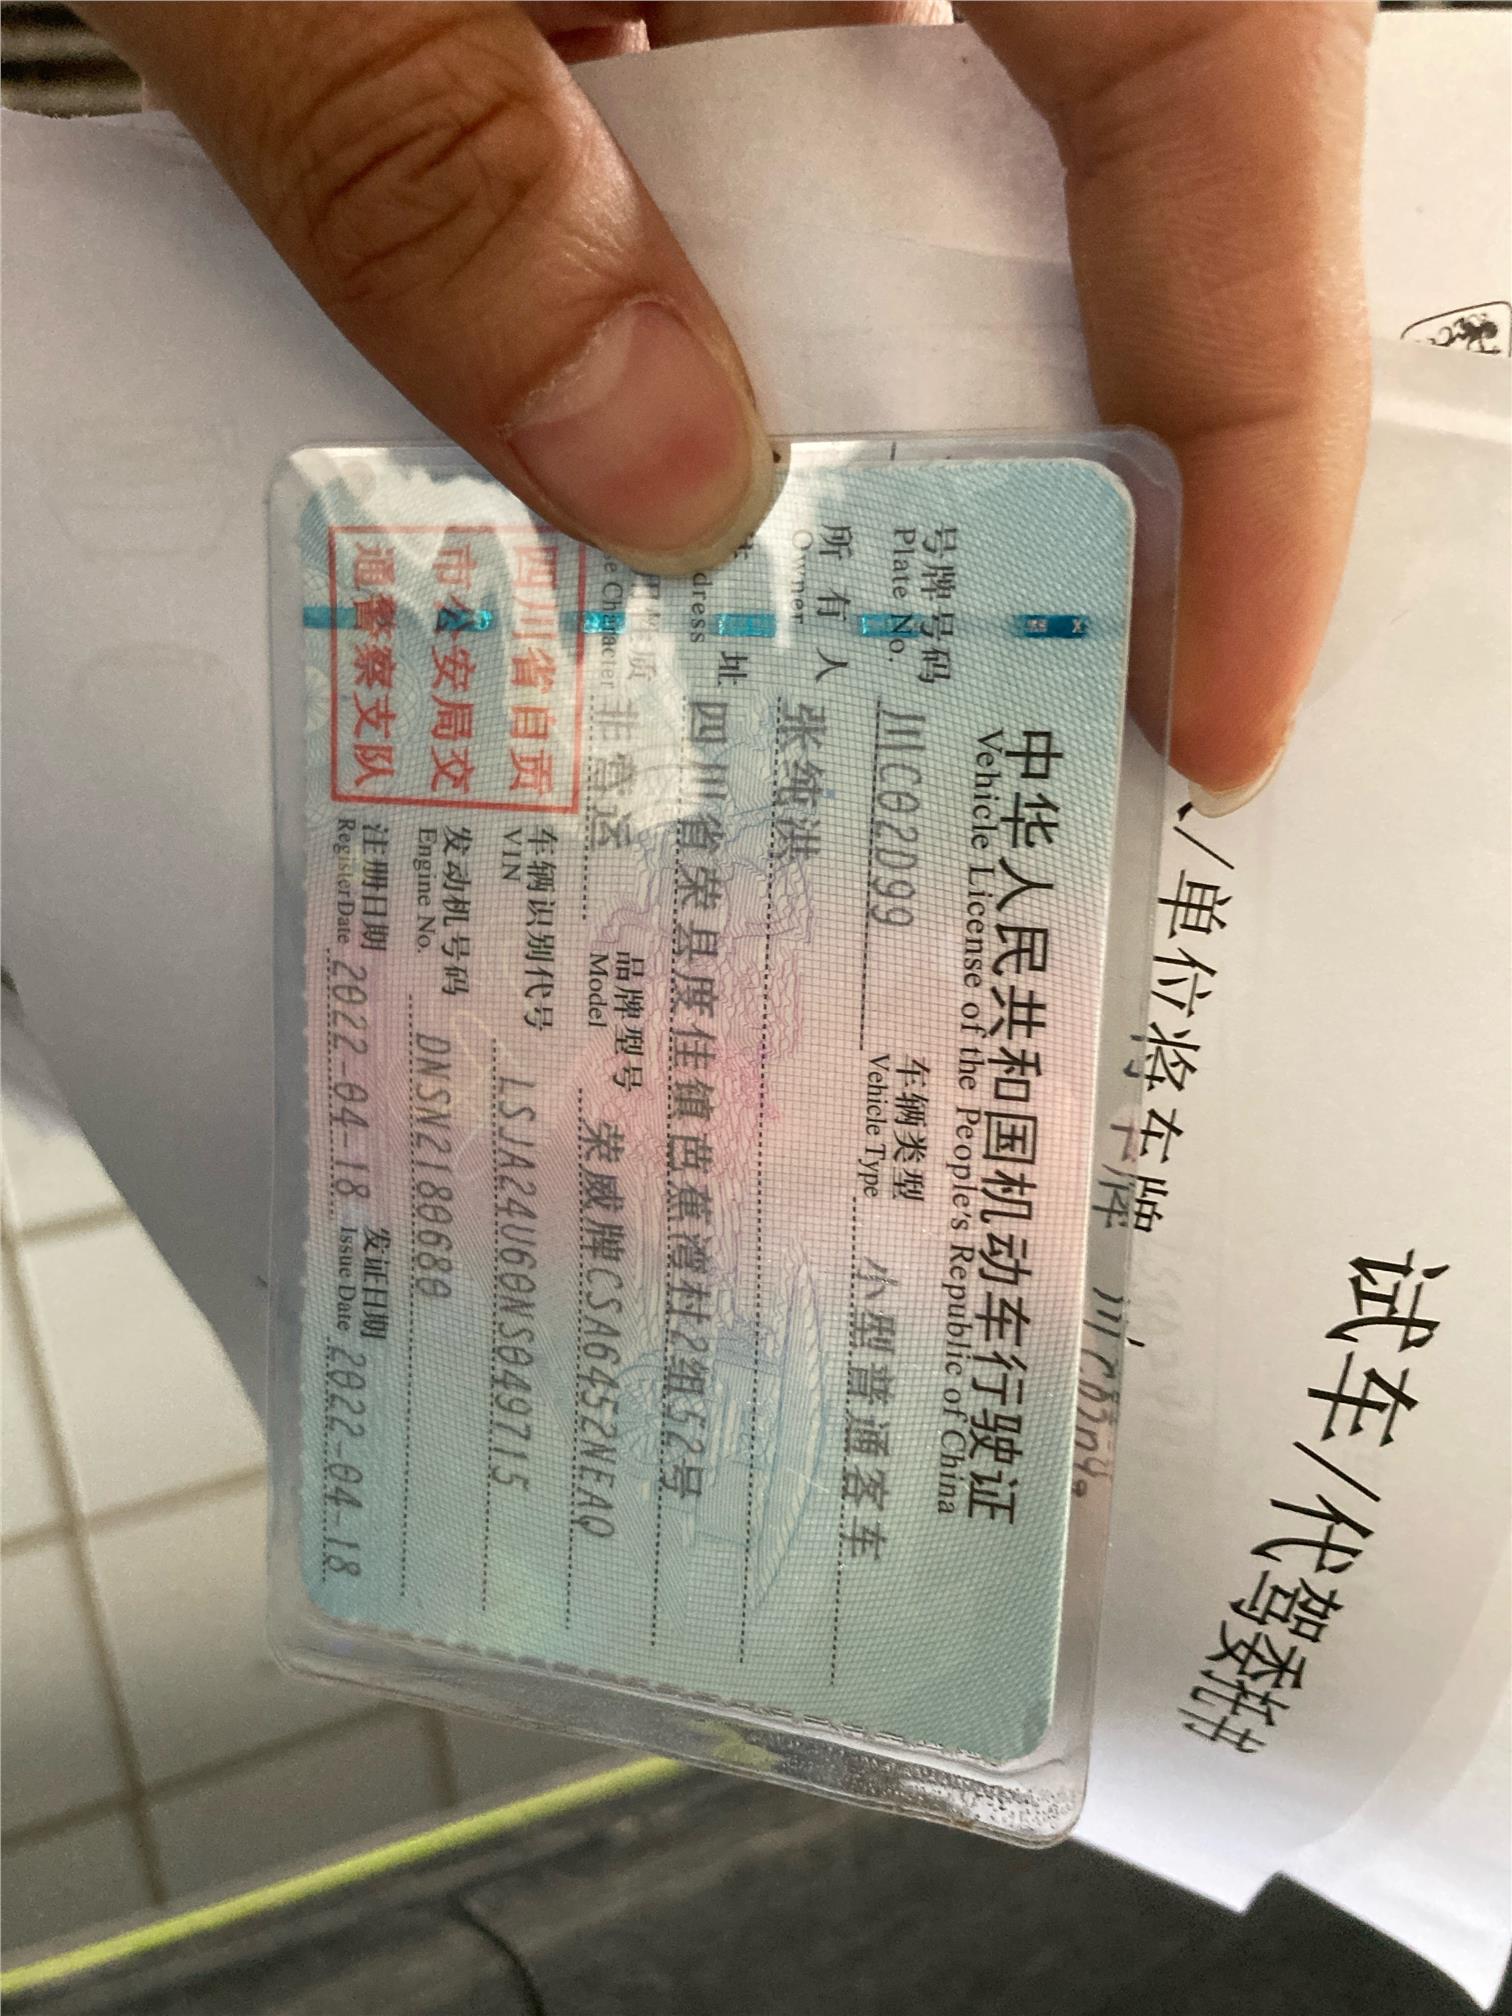 中华人民共和国机动车行驶证
Vehicle License of the People's Republic of China
号牌号码 川C02D99 车辆类型 小型普通客车
Plate No. Vehicle Type
所有人 张纯洪
Owner
址 四川省荣县度佳镇芭蕉湾村2组52号
dress
质 非营运 品牌型号 荣威牌CSA6452NEAQ
Character Model
四川省自贡
市公安局交
通警察支队
车辆识别代号 LSJA24U60NS049715
VIN
发动机号码 DNSN2180680
Engine No.
注册日期 2022-04-18 发证日期 2022-04-18
Register Date Issue Date
试车/代驾委托书
/单位将车牌